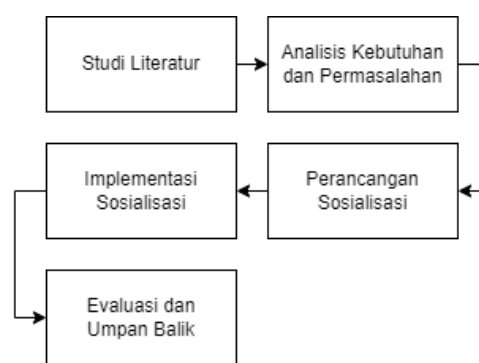 Studi Literatur
Analisis Kebutuhan
dan Permasalahan
Perancangan
Sosialisasi
Implementasi
Sosialisasi
Evaluasi dan
Umpan Balik